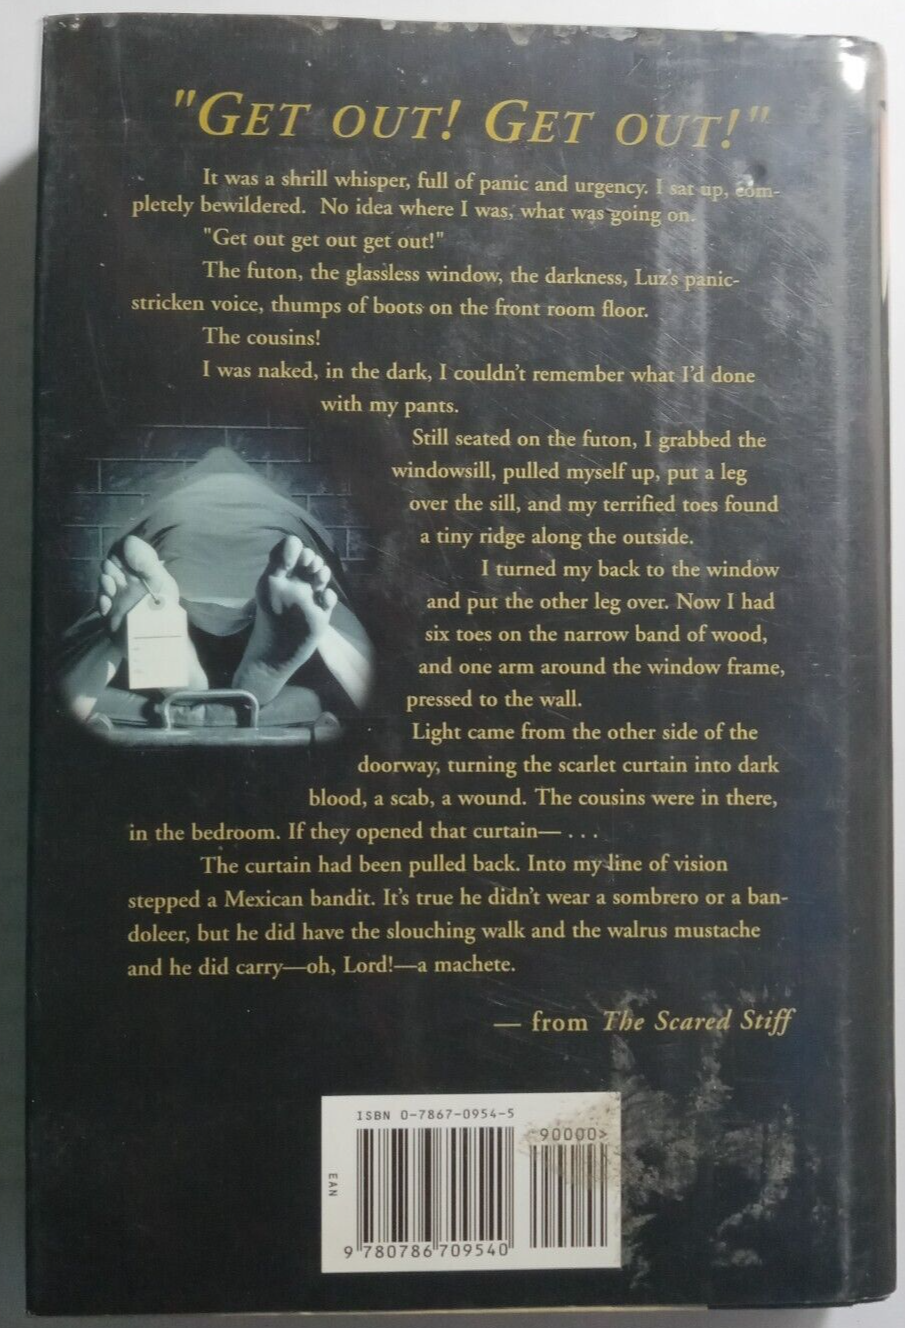 "GET OUT! GET OUT!"
It was a shrill whisper, full of panic and urgency. I sat up, com-
pletely bewildered.  No idea where I was, what was going on.
"Get out get out get out!"
The futon, the glassless window, the darkness, Luz's panic-
stricken voice, thumps of boots on the front room floor.
The cousins!
I was naked, in the dark, I couldn't remember what I'd done
with my pants.
Still seated on the futon, I grabbed the
windowsill, pulled myself up, put a leg
over the sill, and my terrified toes found
a tiny ridge along the outside.
I turned my back to the window
and put the other leg over. Now I had
six toes on the narrow band of wood,
and one arm around the window frame,
pressed to the wall.
Light came from the other side of the
doorway, turning the scarlet curtain into dark
blood, a scab, a wound. The cousins were in there,
in the bedroom. If they opened that curtain— . . .
The curtain had been pulled back. Into my line of vision
stepped a Mexican bandit. It's true he didn't wear a sombrero or a ban-
doleer, but he did have the slouching walk and the walrus mustache
and he did carry—oh, Lord!—a machete.
— from The Scared Stiff
ISBN 0-7867-0954-5
90000>
EAN
9 780786 709540